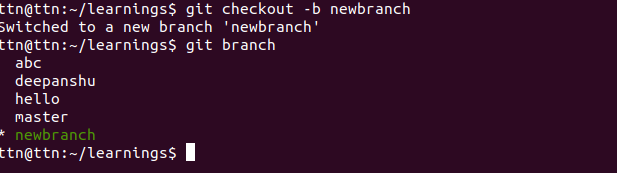 ttn@ttn:~/learnings$ git checkout -b newbranch
Switched to a new branch 'newbranch'
ttn@ttn:~/learnings$ git branch
  abc
  deepanshu
  hello
  master
* newbranch
ttn@ttn:~/learnings$